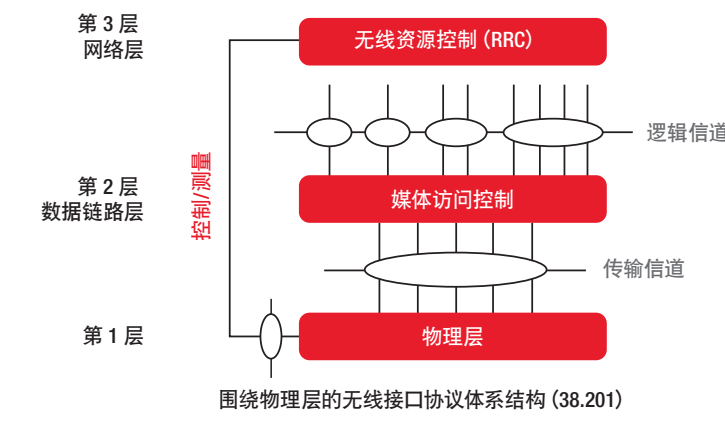 第 3 层
网络层
无线资源控制 (RRC)
逻辑信道
控制/测量
第 2 层
数据链路层
媒体访问控制
传输信道
第 1 层
物理层
围绕物理层的无线接口协议体系结构 (38.201)